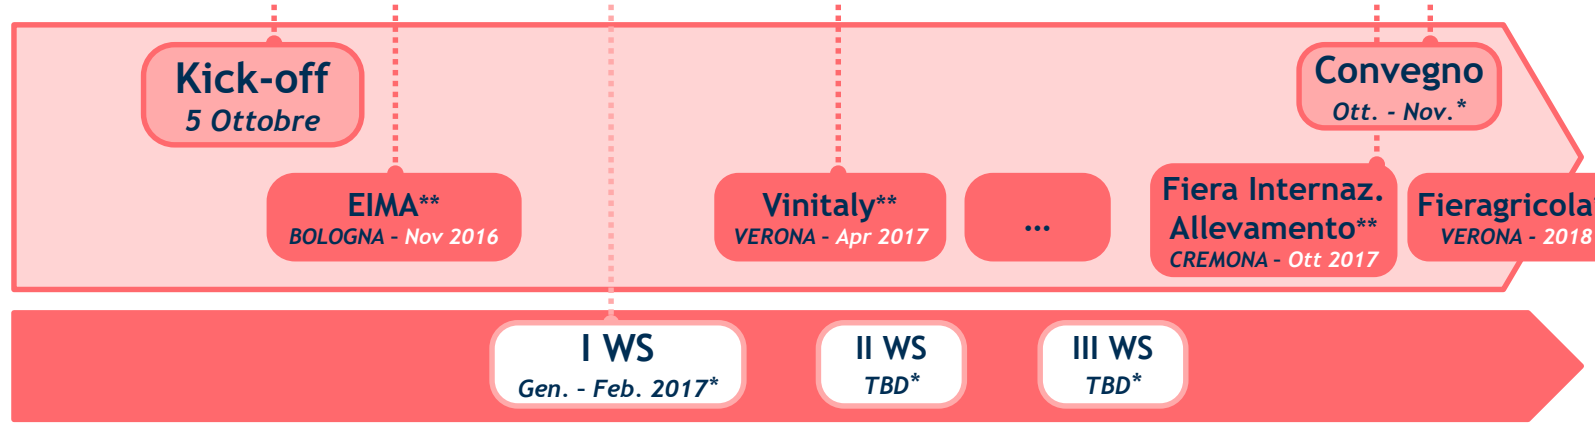 Kick-off
5 Ottobre
Convegno
Ott. - Nov.*
EIMA**
BOLOGNA – Nov 2016
Vinitaly**
VERONA – Apr 2017
...
Fiera Internaz.
Allevamento**
CREMONA – Ott 2017
Fieragricola*
VERONA - 2018
I WS
Gen. – Feb. 2017*
II WS
TBD*
III WS
TBD*